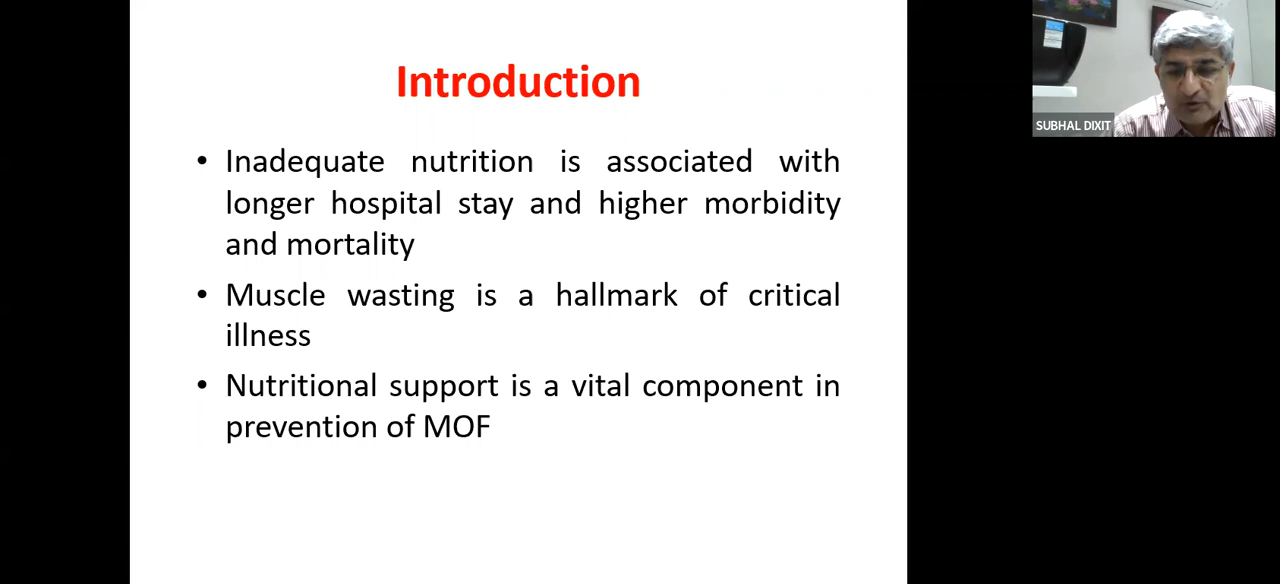 Introduction
• Inadequate nutrition is associated with
longer hospital stay and higher morbidity
and mortality
• Muscle wasting is a hallmark of critical
illness
• Nutritional support is a vital component in
prevention of MOF
SUBHAL DIXIT